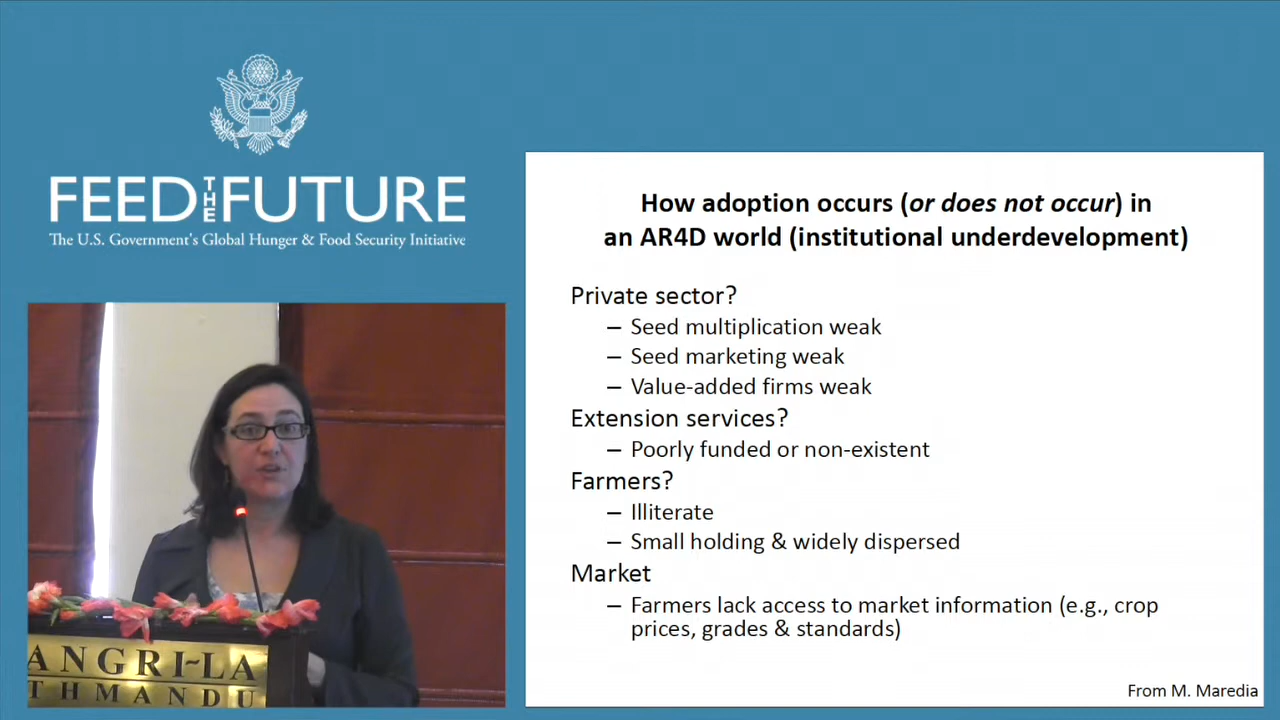 FEED THE FUTURE
The U.S. Government's Global Hunger & Food Security Initiative
How adoption occurs (or does not occur) in
an AR4D world (institutional underdevelopment)
Private sector?
– Seed multiplication weak
– Seed marketing weak
– Value-added firms weak
Extension services?
– Poorly funded or non-existent
Farmers?
– Illiterate
– Small holding & widely dispersed
Market
– Farmers lack access to market information (e.g., crop
prices, grades & standards)
From M. Maredia
ANGRI-LA
THMANDU